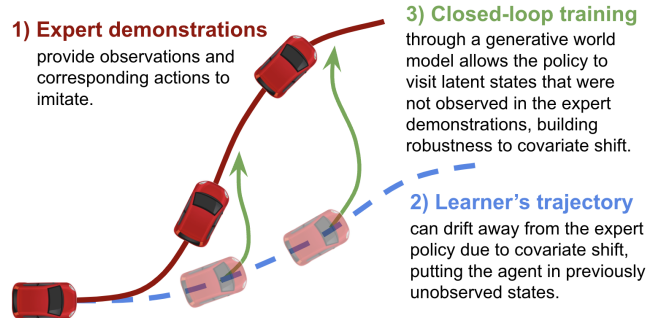 1) Expert demonstrations
provide observations and
corresponding actions to
imitate.
3) Closed-loop training
through a generative world
model allows the policy to
visit latent states that were
not observed in the expert
demonstrations, building
robustness to covariate shift.
2) Learner's trajectory
can drift away from the expert
policy due to covariate shift,
putting the agent in previously
unobserved states.